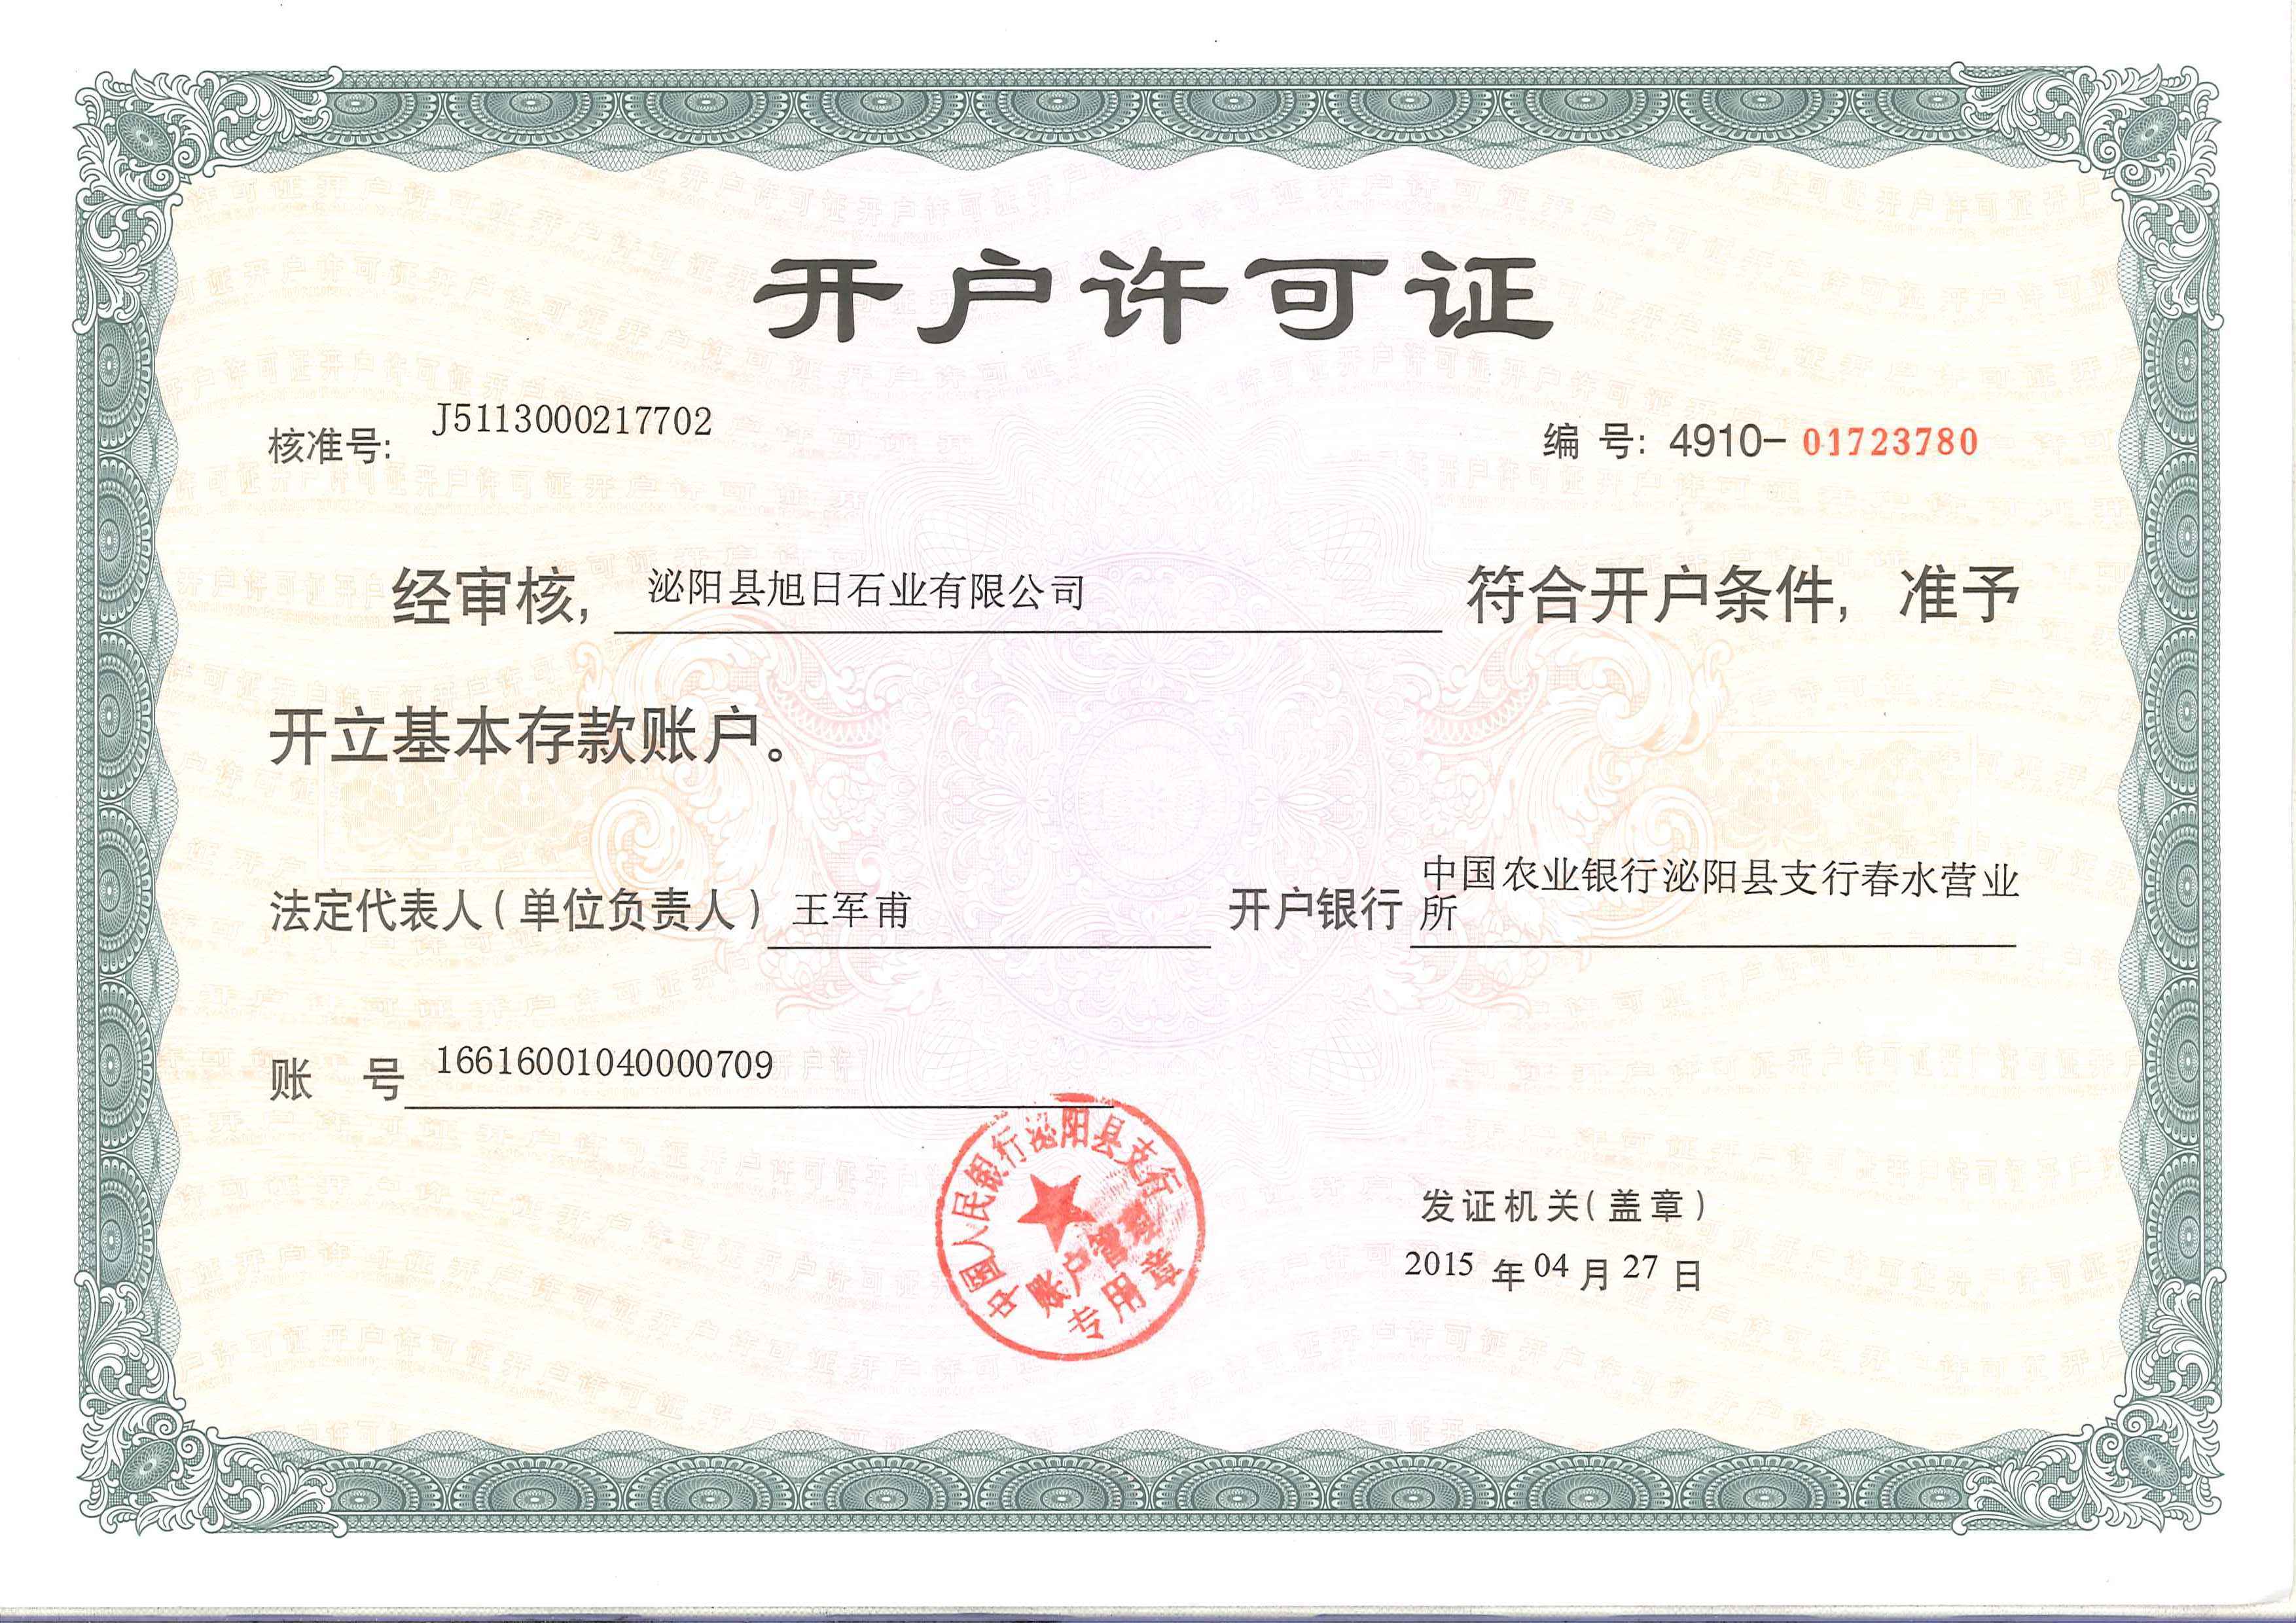 开户许可证
核准号: J5113000217702
编 号: 4910-01723780
经审核, 泌阳县旭日石业有限公司 符合开户条件, 准予
开立基本存款账户。
法定代表人(单位负责人) 王军甫
开户银行 中国农业银行泌阳县支行春水营业
所
账 号 16616001040000709
中国人民银行泌阳县支行
账户管理
专用章
发证机关(盖章)
2015 年 04 月 27 日